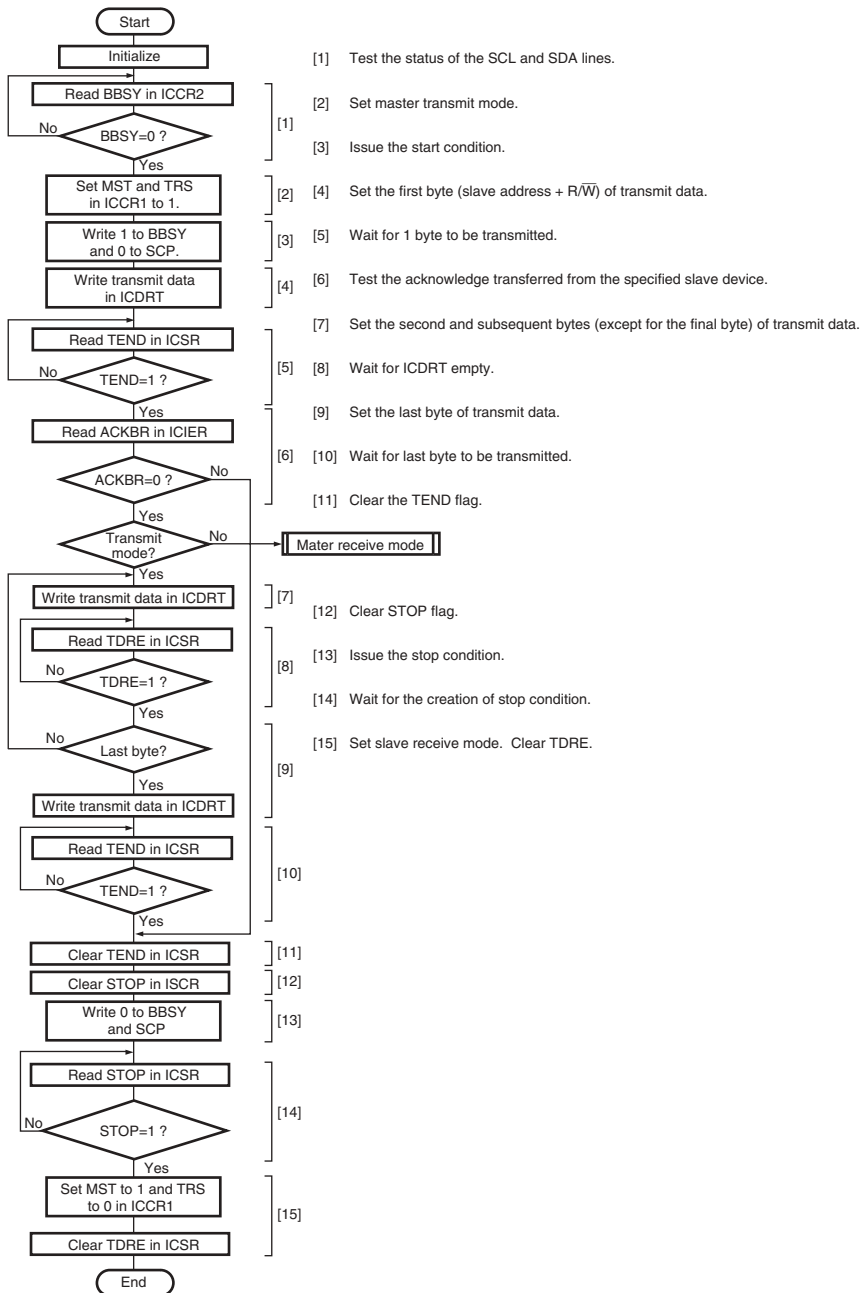 Start
Initialize
Read BBSY in ICCR2
No
BBSY=0 ?
[1]
Yes
Set MST and TRS
in ICCR1 to 1.
[2]
Write 1 to BBSY
and 0 to SCP.
[3]
Write transmit data
in ICDRT
[4]
Read TEND in ICSR
No
TEND=1 ?
[5]
Yes
Read ACKBR in ICIER
[6]
No
ACKBR=0 ?
Yes
Transmit
mode?
No
Mater receive mode
Yes
Write transmit data in ICDRT
[7]
Read TDRE in ICSR
No
TDRE=1 ?
[8]
Yes
No
Last byte?
[9]
Yes
Write transmit data in ICDRT
Read TEND in ICSR
No
TEND=1 ?
[10]
Yes
Clear TEND in ICSR
[11]
Clear STOP in ISCR
[12]
Write 0 to BBSY
and SCP
[13]
Read STOP in ICSR
No
STOP=1 ?
[14]
Yes
Set MST to 1 and TRS
to 0 in ICCR1
[15]
Clear TDRE in ICSR
End
[1] Test the status of the SCL and SDA lines.
[2] Set master transmit mode.
[3] Issue the start condition.
[4] Set the first byte (slave address + R/W̅) of transmit data.
[5] Wait for 1 byte to be transmitted.
[6] Test the acknowledge transferred from the specified slave device.
[7] Set the second and subsequent bytes (except for the final byte) of transmit data.
[8] Wait for ICDRT empty.
[9] Set the last byte of transmit data.
[10] Wait for last byte to be transmitted.
[11] Clear the TEND flag.
[12] Clear STOP flag.
[13] Issue the stop condition.
[14] Wait for the creation of stop condition.
[15] Set slave receive mode. Clear TDRE.